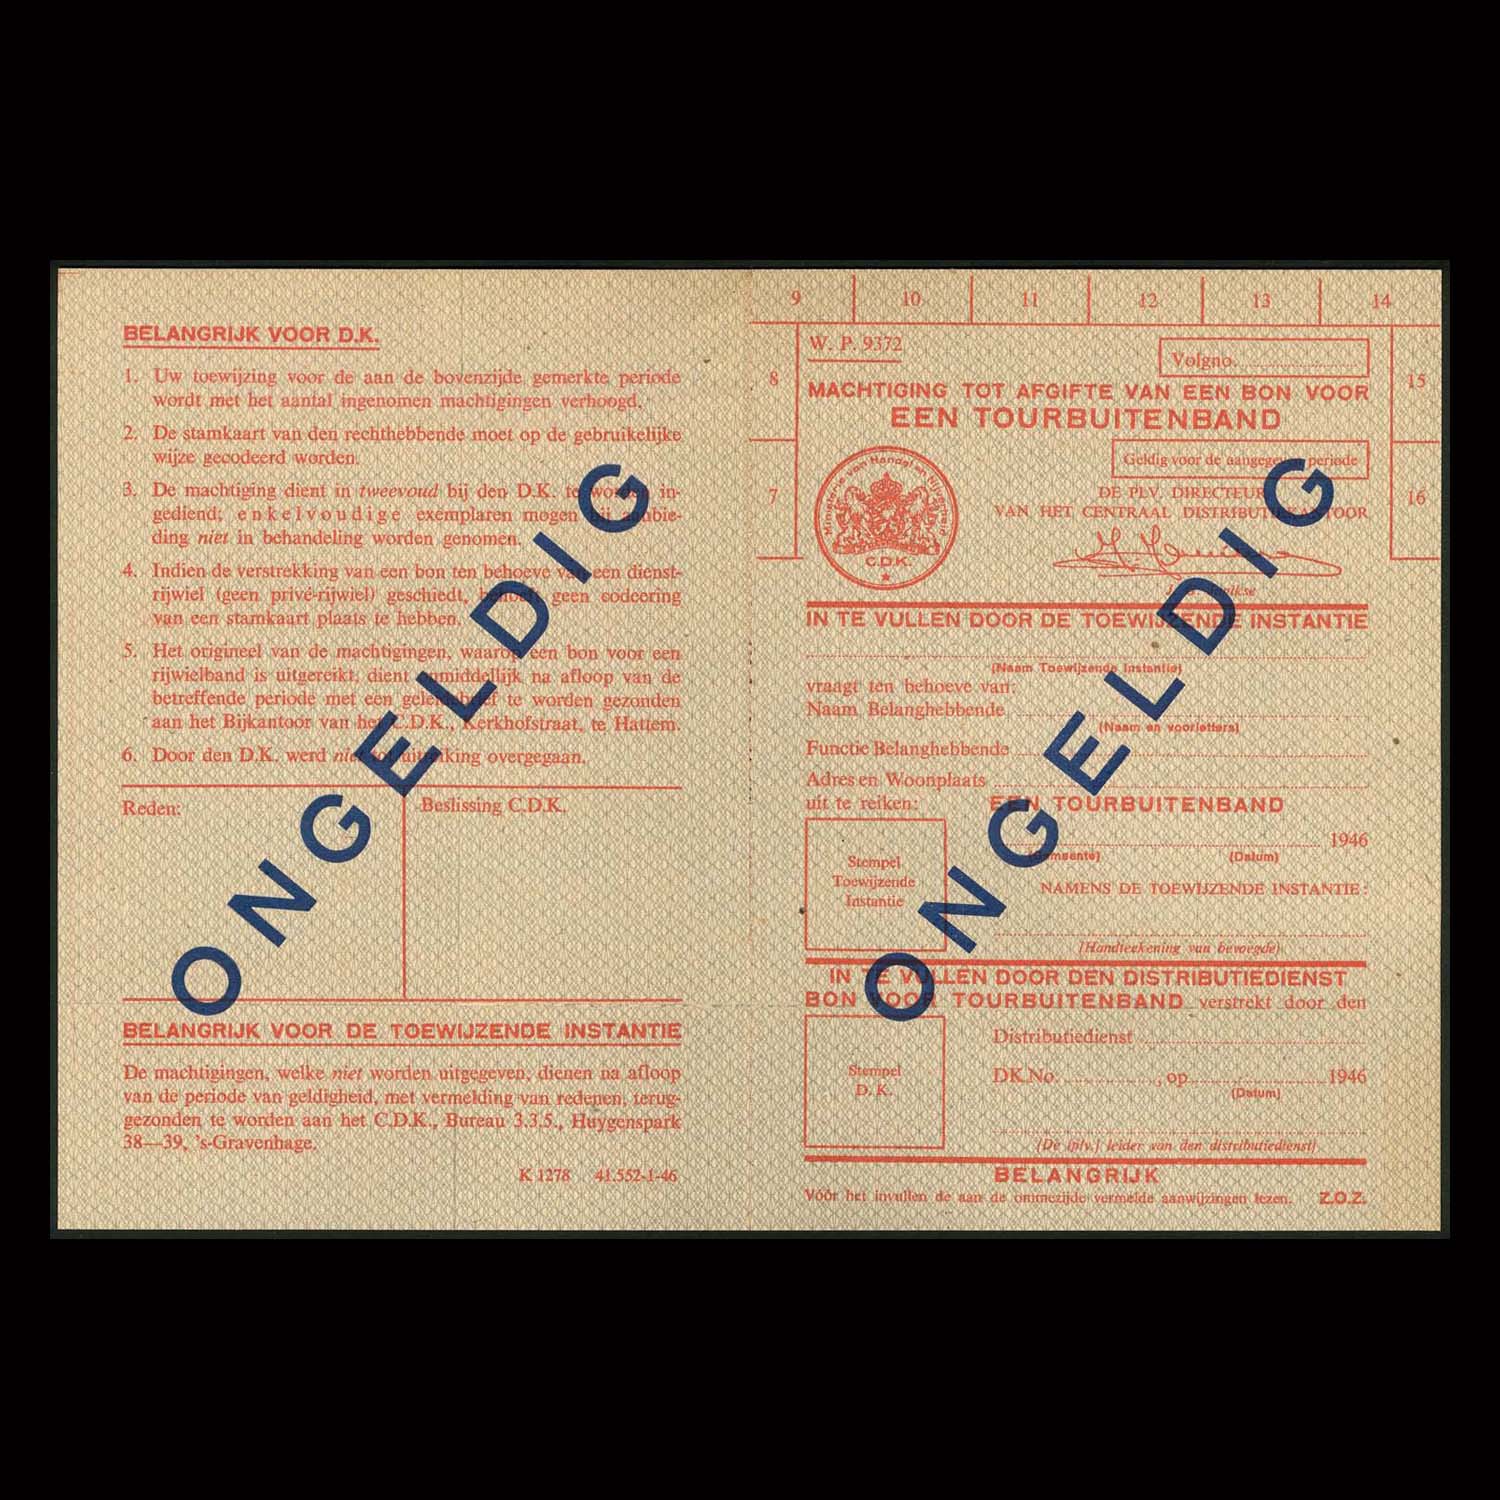 BELANGRIJK VOOR D.K.
1. Uw toewijzing voor de aan de bovenzijde gemerkte periode
wordt met het aantal ingenomen machtigingen verhoogd.
2. De stamkaart van den rechthebbende moet op de gebruikelijke
wijze gecodeerd worden.
3. De machtiging dient in tweevoud bij den D.K. te worden in-
gediend; enkelvoudige exemplaren mogen bij aanbie-
ding niet in behandeling worden genomen.
4. Indien de verstrekking van een bon ten behoeve van een dienst-
rijwiel (geen privé-rijwiel) geschiedt, behoeft geen codeering
van een stamkaart plaats te hebben.
5. Het origineel van de machtigingen, waarop een bon voor een
rijwielband is uitgereikt, dient onmiddellijk na afloop van de
betreffende periode met een geleidebrief te worden gezonden
aan het Bijkantoor van het C.D.K., Kerkhofstraat, te Hattem.
6. Door den D.K. werd niet tot uitreiking overgegaan.
Reden:
Beslissing C.D.K.
BELANGRIJK VOOR DE TOEWIJZENDE INSTANTIE
De machtigingen, welke niet worden uitgegeven, dienen na afloop
van de periode van geldigheid, met vermelding van redenen, terug-
gezonden te worden aan het C.D.K., Bureau 3.3.5., Huygenspark
38—39, 's-Gravenhage.
K 1278 41.552-1-46
ONGELDIG
9 10 11 12 13 14
8
7
15
16
W. P. 9372
Volgno.
MACHTIGING TOT AFGIFTE VAN EEN BON VOOR
EEN TOURBUITENBAND
Geldig voor de aangegeven periode
Ministerie van Handel en Nijverheid
C.D.K.
DE PLV. DIRECTEUR
VAN HET CENTRAAL DISTRIBUTIEKANTOOR
IN TE VULLEN DOOR DE TOEWIJZENDE INSTANTIE
(Naam Toewijzende Instantie)
vraagt ten behoeve van:
Naam Belanghebbende
(Naam en voorletters)
Functie Belanghebbende
Adres en Woonplaats
uit te reiken: EEN TOURBUITENBAND
1946
(Gemeente) (Datum)
Stempel
Toewijzende
Instantie
NAMENS DE TOEWIJZENDE INSTANTIE:
(Handteekening van bevoegde)
IN TE VULLEN DOOR DEN DISTRIBUTIEDIENST
BON VOOR TOURBUITENBAND verstrekt door den
Distributiedienst
Stempel
D. K.
DK No. , op 1946
(Datum)
(De (plv.) leider van den distributiedienst)
BELANGRIJK
Vóór het invullen de aan de ommezijde vermelde aanwijzingen lezen. Z.O.Z.
ONGELDIG